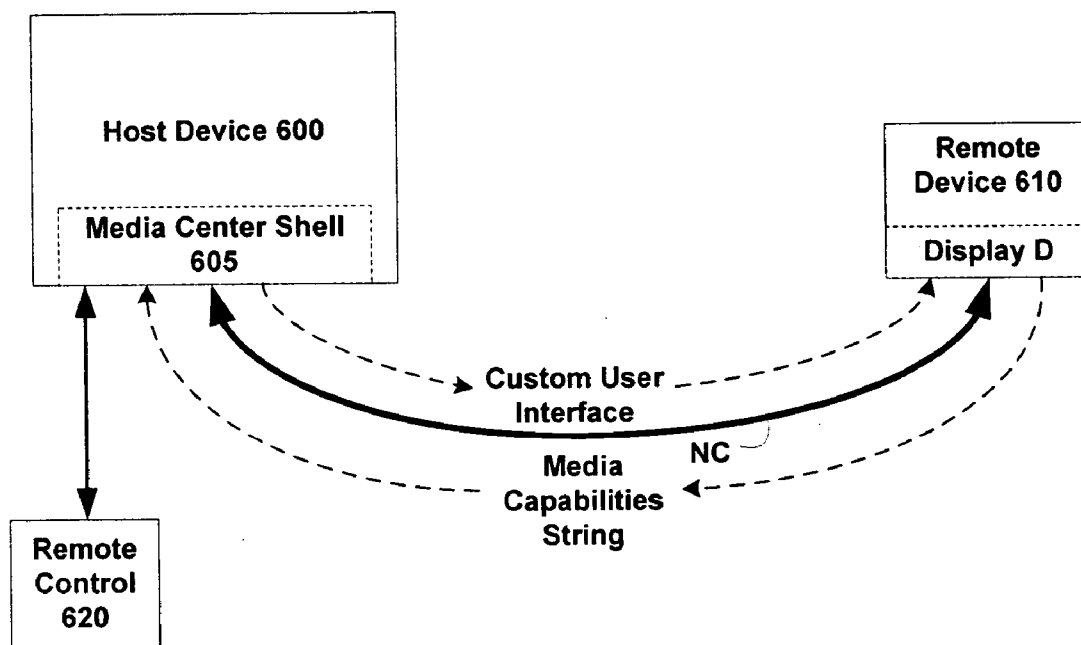 Host Device 600
Media Center Shell
605
Remote
Device 610
Display D
Custom User
Interface
NC
Media
Capabilities
String
Remote
Control
620